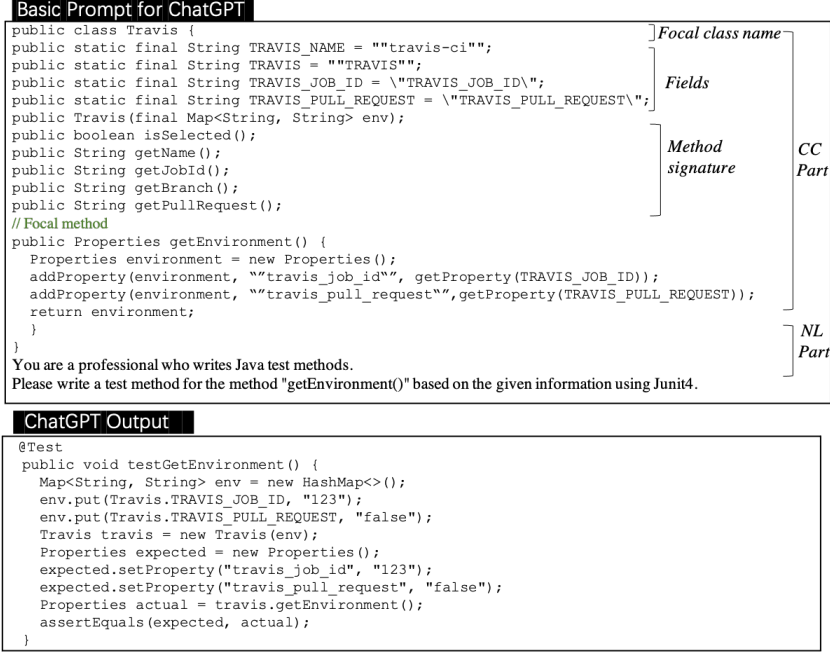 Basic Prompt for ChatGPT
public class Travis {
Focal class name
public static final String TRAVIS_NAME = ""travis-ci"";
public static final String TRAVIS = ""TRAVIS"";
public static final String TRAVIS_JOB_ID = \"TRAVIS_JOB_ID\";
public static final String TRAVIS_PULL_REQUEST = \"TRAVIS_PULL_REQUEST\";
Fields
public Travis(final Map<String, String> env);
public boolean isSelected();
public String getName();
public String getJobId();
public String getBranch();
public String getPullRequest();
Method
signature
CC
Part
// Focal method
public Properties getEnvironment() {
Properties environment = new Properties();
addProperty(environment, “”travis_job_id“”, getProperty(TRAVIS_JOB_ID));
addProperty(environment, “”travis_pull_request“”,getProperty(TRAVIS_PULL_REQUEST));
return environment;
}
}
NL
Part
You are a professional who writes Java test methods.
Please write a test method for the method "getEnvironment()" based on the given information using Junit4.
ChatGPT Output
@Test
public void testGetEnvironment() {
Map<String, String> env = new HashMap<>();
env.put(Travis.TRAVIS_JOB_ID, "123");
env.put(Travis.TRAVIS_PULL_REQUEST, "false");
Travis travis = new Travis(env);
Properties expected = new Properties();
expected.setProperty("travis_job_id", "123");
expected.setProperty("travis_pull_request", "false");
Properties actual = travis.getEnvironment();
assertEquals(expected, actual);
}